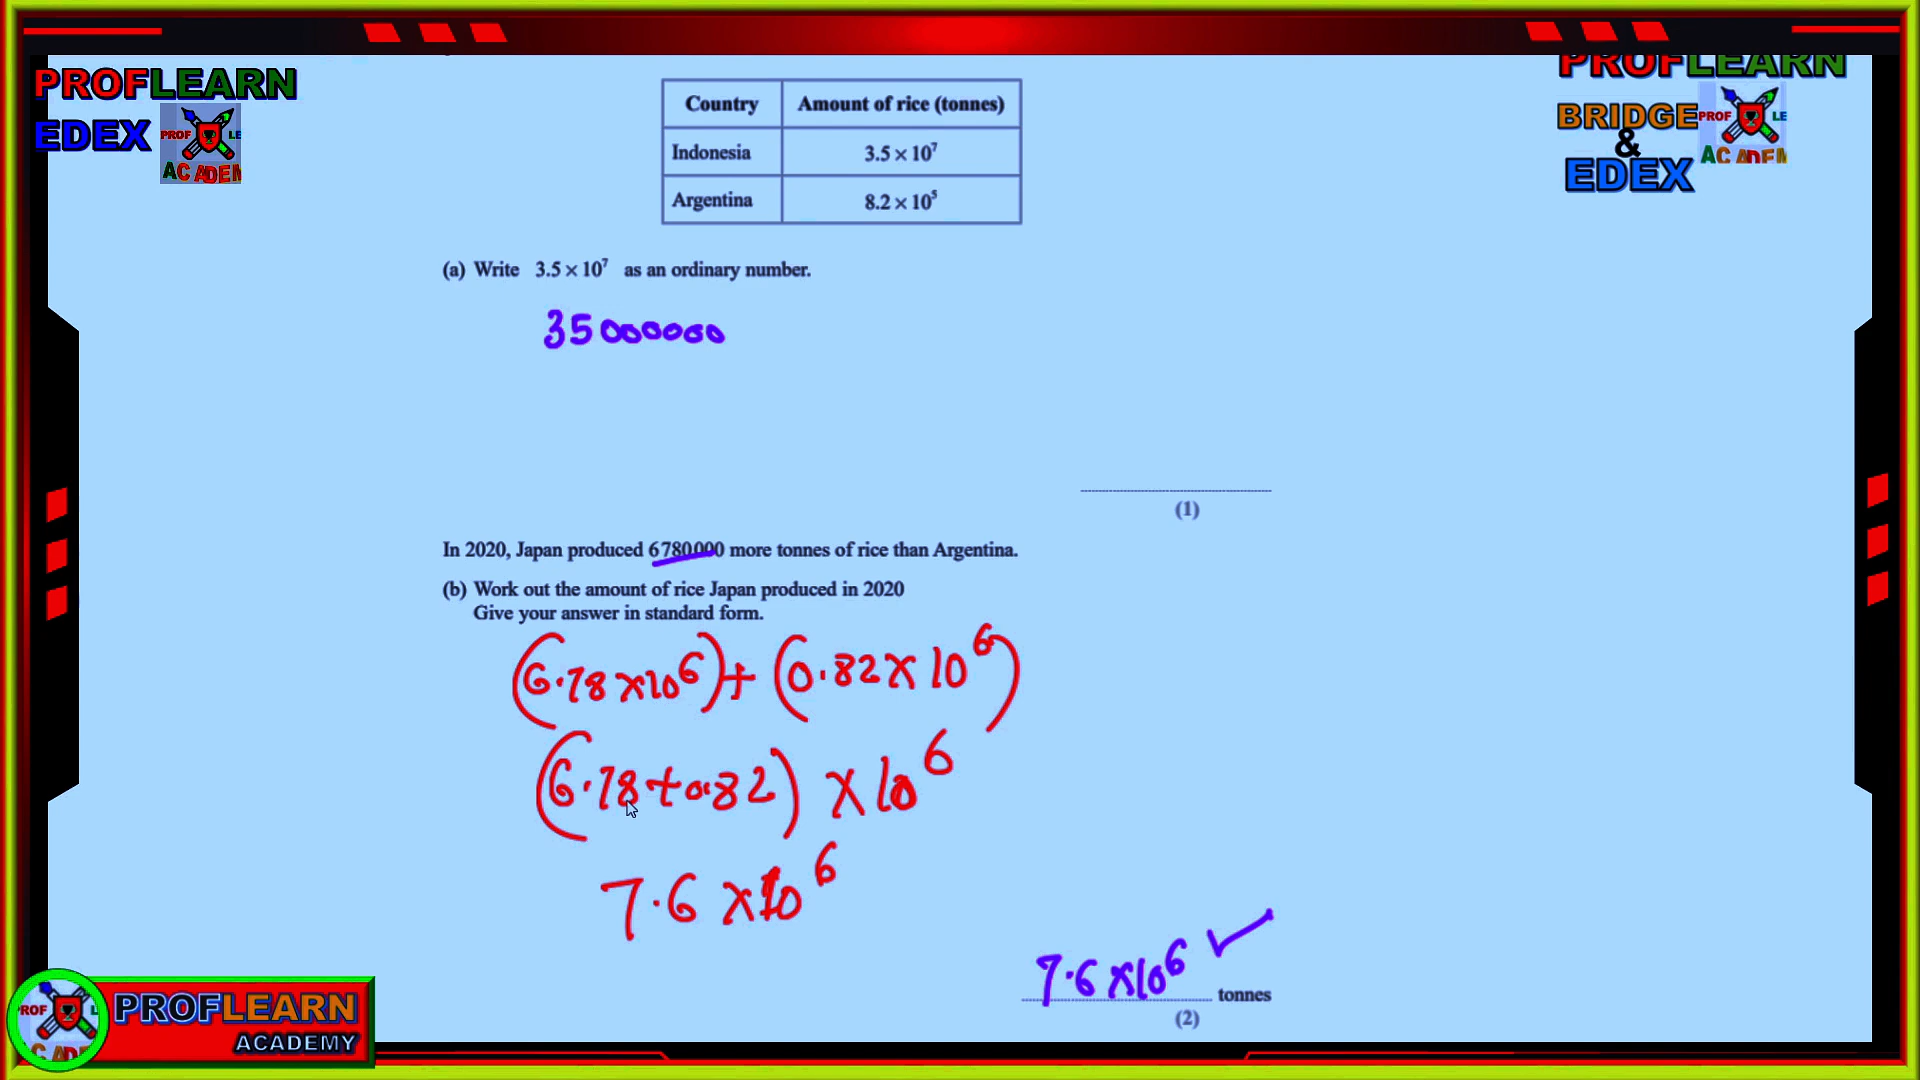 PROFLEARN
EDEX
PROF LE
ACADEM
PROFLEARN
BRIDGE
&
EDEX
PROF LE
ACADEM
Country Amount of rice (tonnes)
Indonesia 3.5 × 10⁷
Argentina 8.2 × 10⁵
(a) Write 3.5 × 10⁷ as an ordinary number.
35000000
(1)
In 2020, Japan produced 6780000 more tonnes of rice than Argentina.
(b) Work out the amount of rice Japan produced in 2020
Give your answer in standard form.
(6.78 × 10⁶) + (0.82 × 10⁶)
(6.78 + 0.82) × 10⁶
7.6 × 10⁶
7.6 × 10⁶ ✓ tonnes
(2)
PROFLEARN
ACADEMY